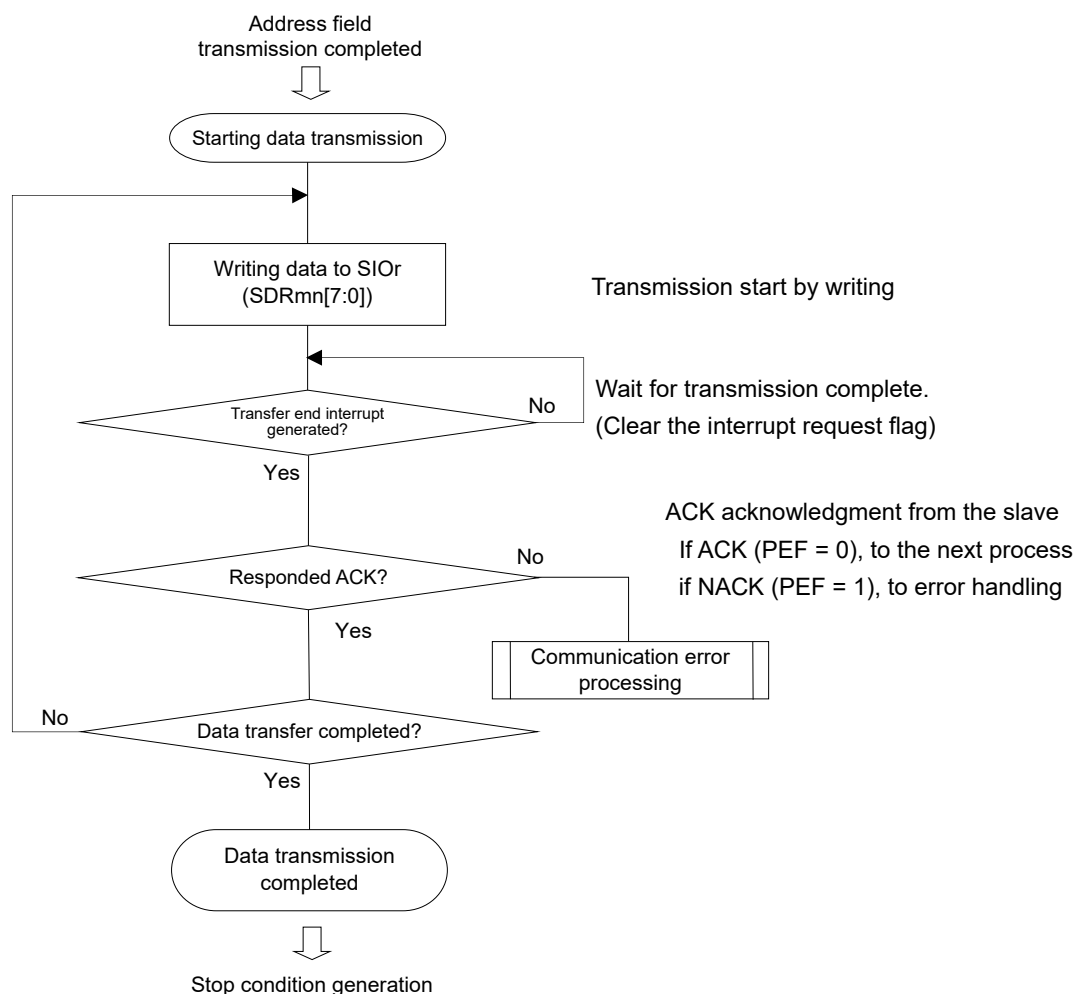 Address field
transmission completed
Starting data transmission
Writing data to SIOr
(SDRmn[7:0])
Transmission start by writing
Transfer end interrupt
generated?
No
Wait for transmission complete.
(Clear the interrupt request flag)
Yes
ACK acknowledgment from the slave
If ACK (PEF = 0), to the next process
if NACK (PEF = 1), to error handling
Responded ACK?
No
Yes
Communication error
processing
No
Data transfer completed?
Yes
Data transmission
completed
Stop condition generation